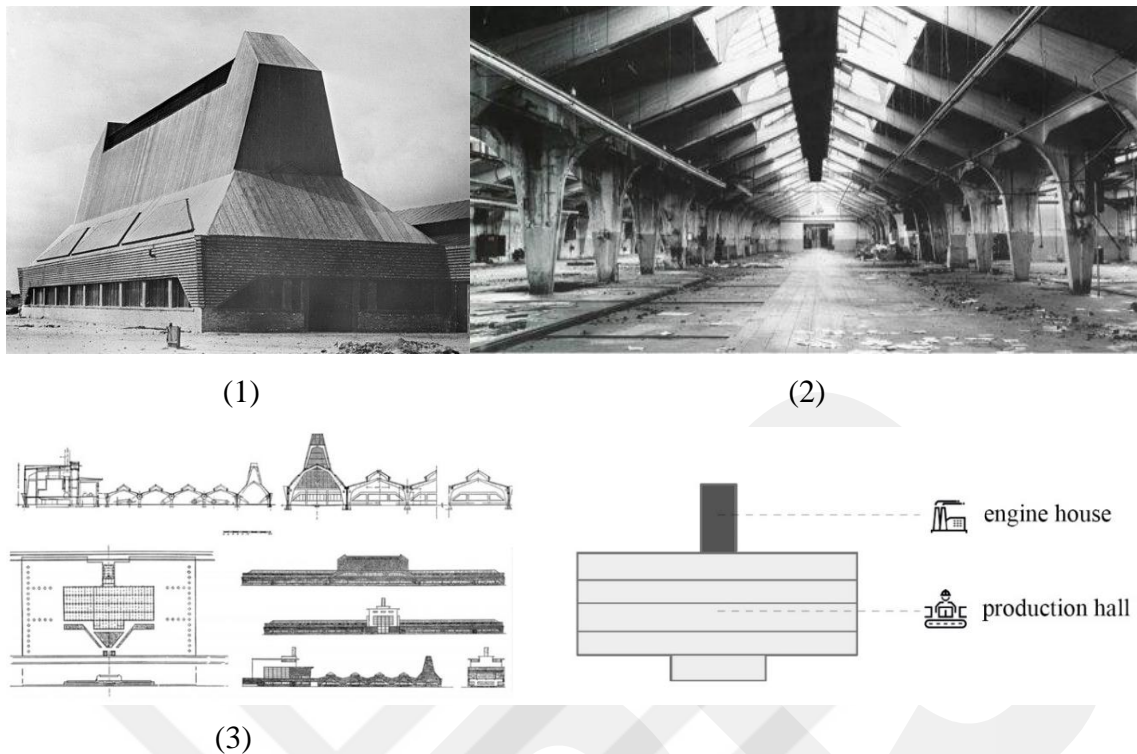 (1)
(2)
engine house
production hall
(3)